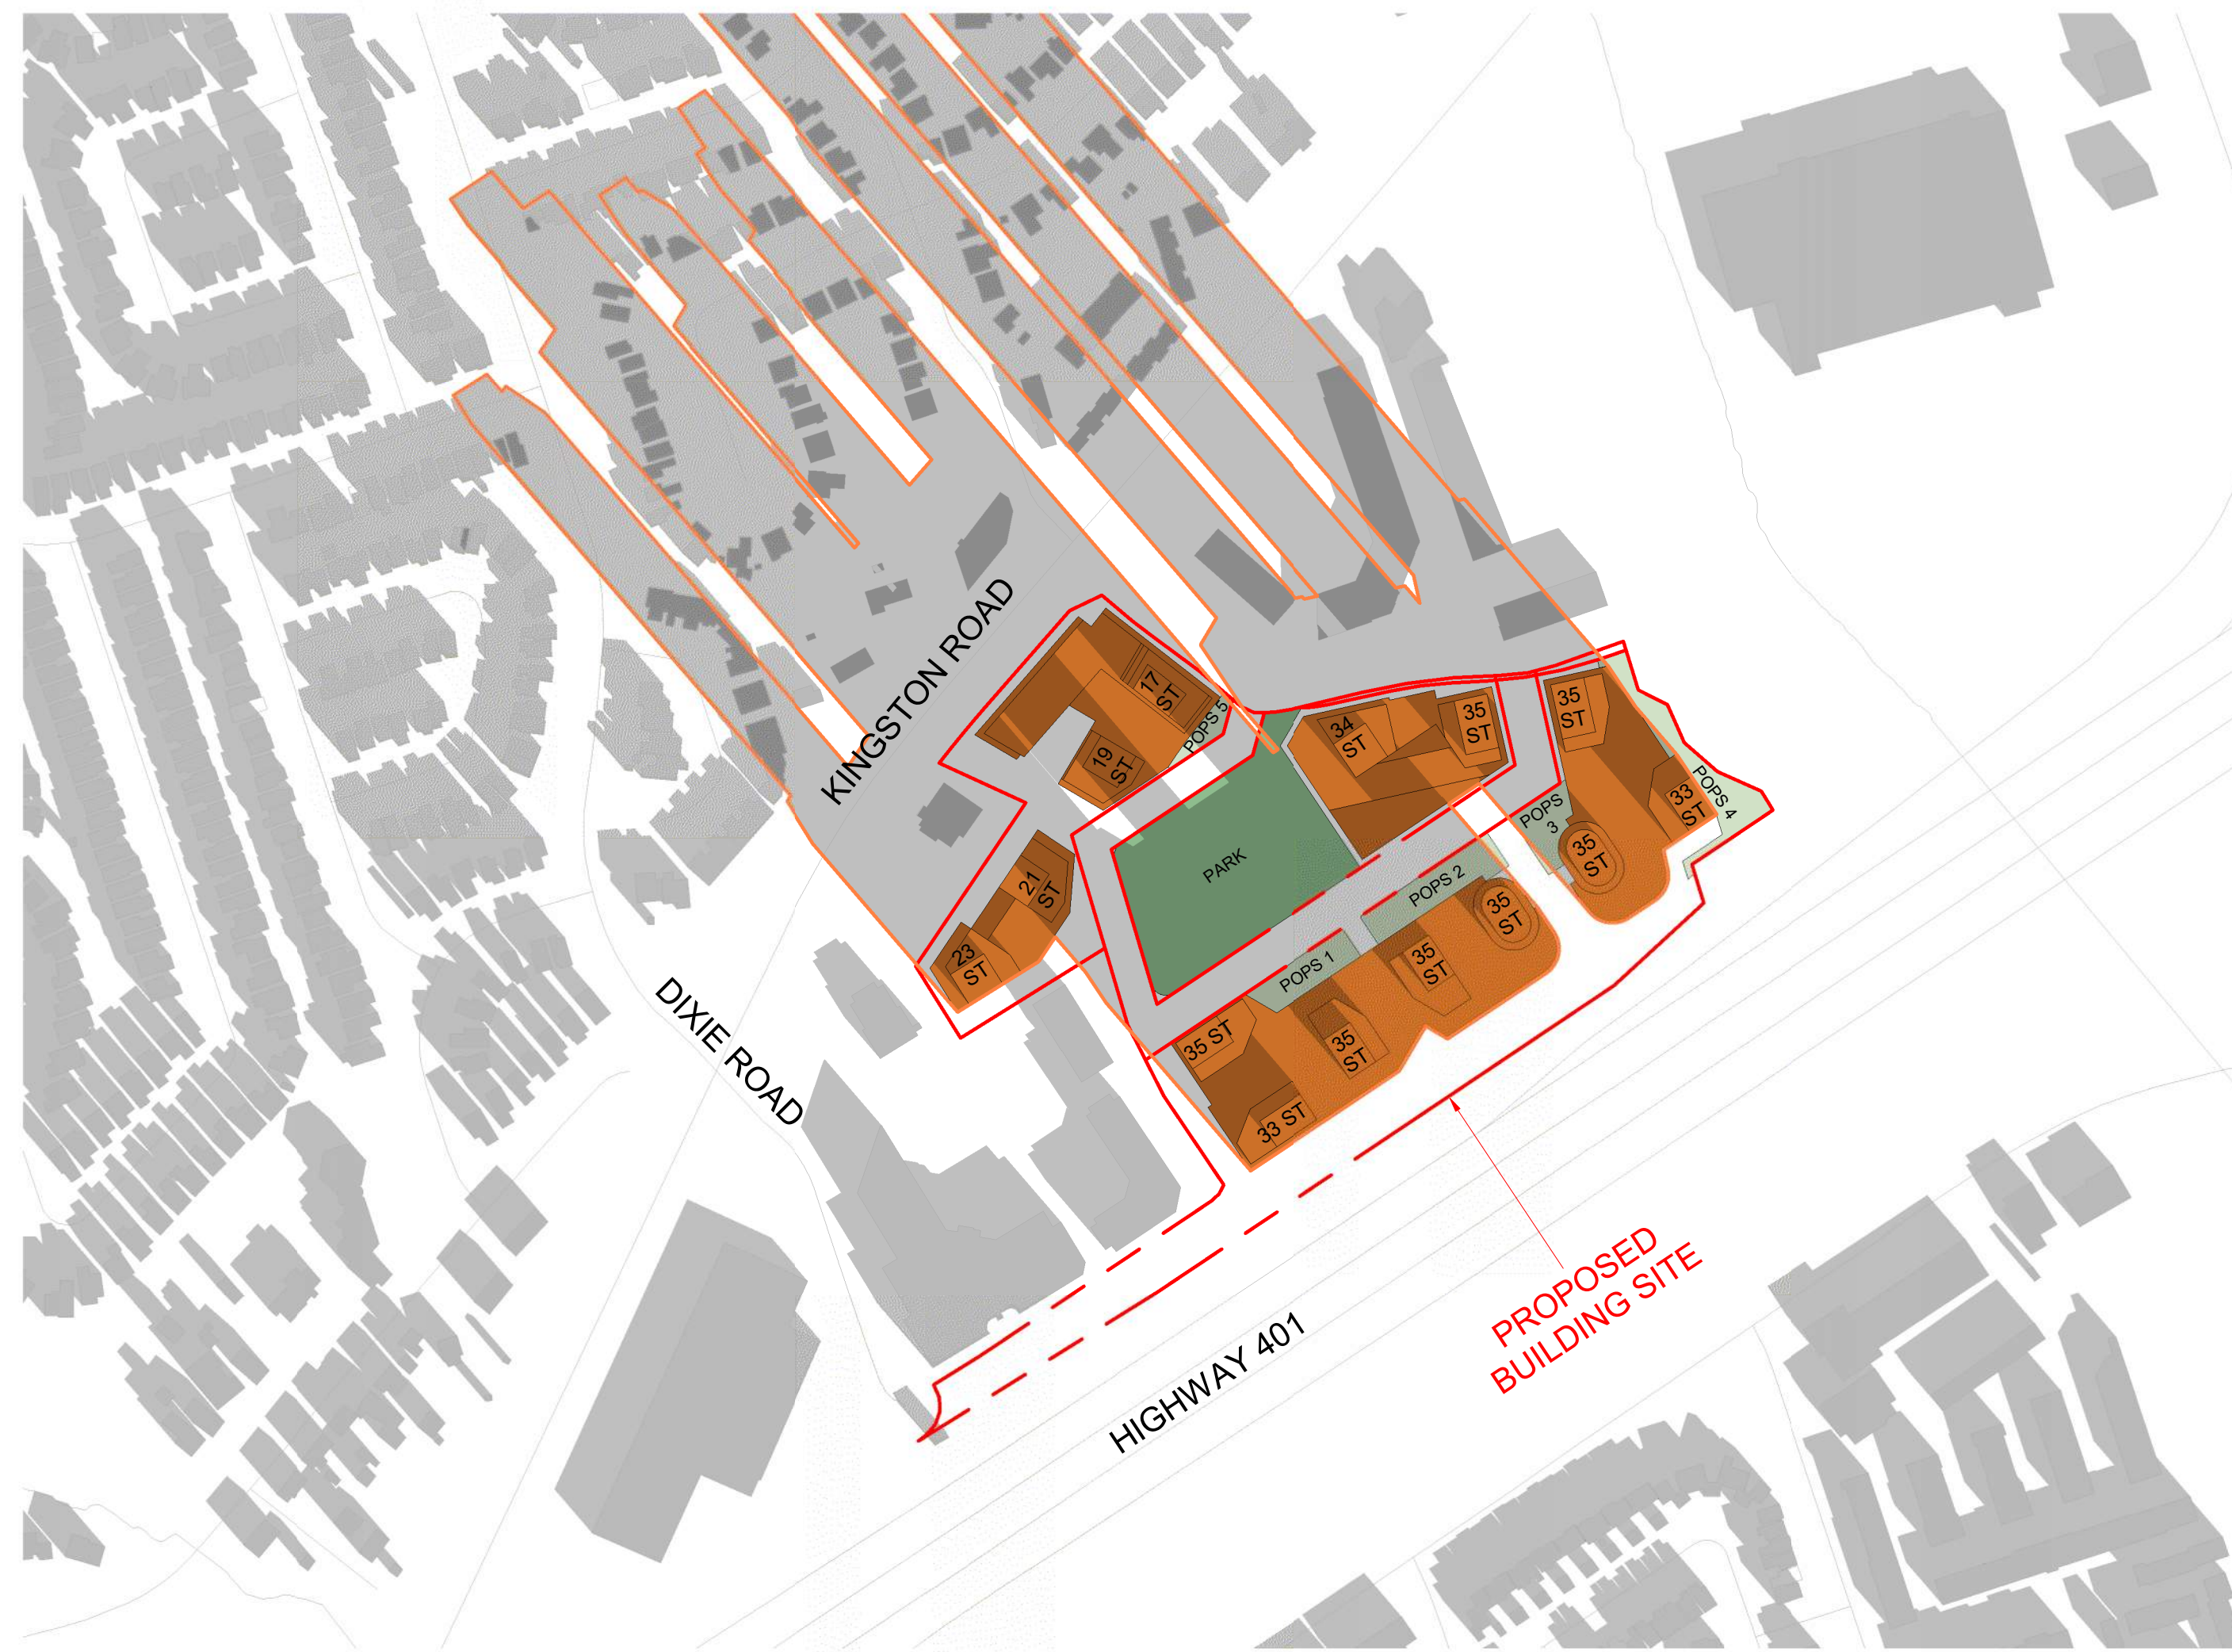 KINGSTON ROAD
17
ST
POPS 5
19
ST
34
ST
35
ST
35
ST
33
ST
POPS 4
POPS
3
35
ST
PARK
POPS 2
35
ST
21
ST
23
ST
POPS 1
35
ST
35 ST
35
ST
33 ST
DIXIE ROAD
HIGHWAY 401
PROPOSED
BUILDING SITE